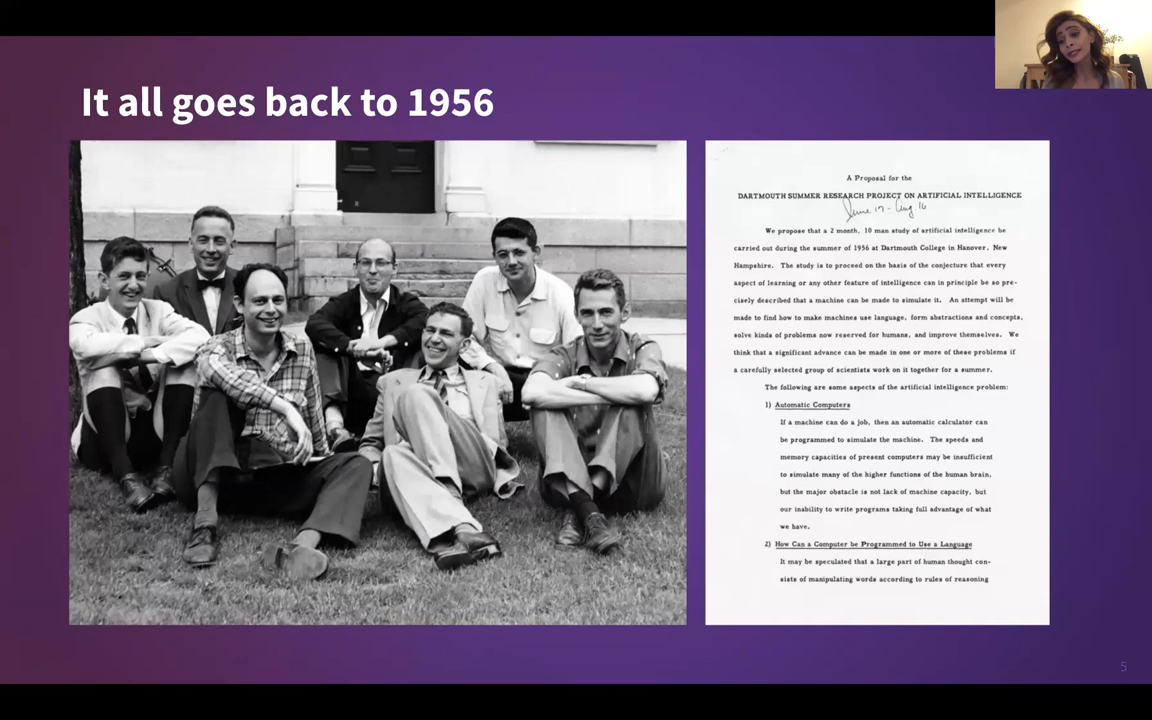 It all goes back to 1956
A Proposal for the
DARTMOUTH SUMMER RESEARCH PROJECT ON ARTIFICIAL INTELLIGENCE
June 17 - Aug 16
We propose that a 2 month, 10 man study of artificial intelligence be
carried out during the summer of 1956 at Dartmouth College in Hanover, New
Hampshire. The study is to proceed on the basis of the conjecture that every
aspect of learning or any other feature of intelligence can in principle be so pre-
cisely described that a machine can be made to simulate it. An attempt will be
made to find how to make machines use language, form abstractions and concepts,
solve kinds of problems now reserved for humans, and improve themselves. We
think that a significant advance can be made in one or more of these problems if
a carefully selected group of scientists work on it together for a summer.
The following are some aspects of the artificial intelligence problem:
1) Automatic Computers
If a machine can do a job, then an automatic calculator can
be programmed to simulate the machine. The speeds and
memory capacities of present computers may be insufficient
to simulate many of the higher functions of the human brain,
but the major obstacle is not lack of machine capacity, but
our inability to write programs taking full advantage of what
we have.
2) How Can a Computer be Programmed to Use a Language
It may be speculated that a large part of human thought con-
sists of manipulating words according to rules of reasoning
5